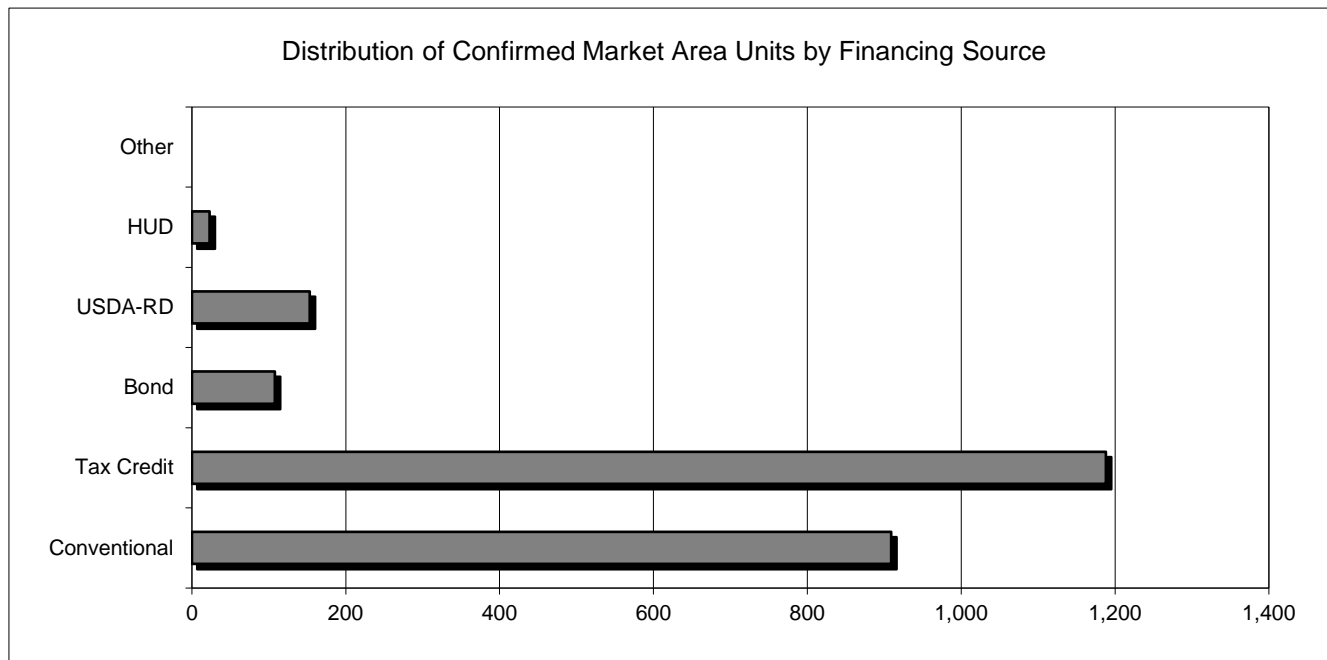 Distribution of Confirmed Market Area Units by Financing Source
Other
HUD
USDA-RD
Bond
Tax Credit
Conventional
0 200 400 600 800 1,000 1,200 1,400